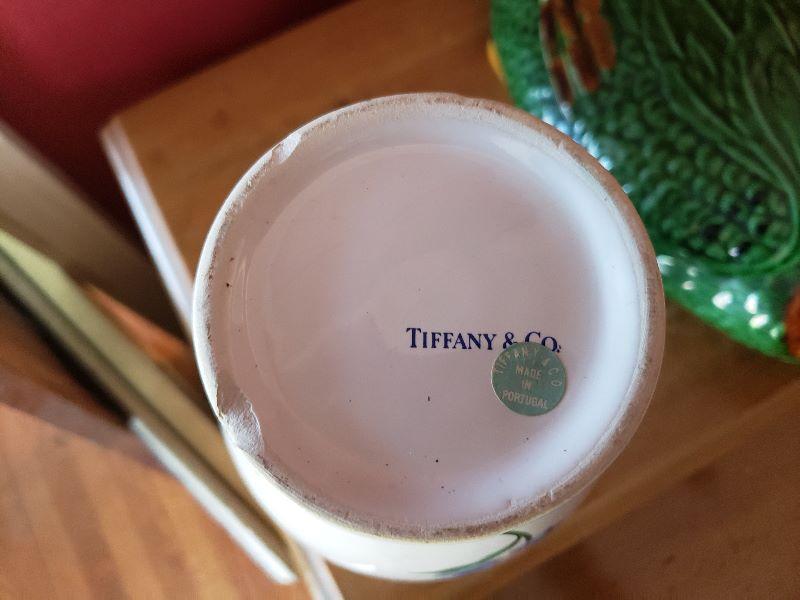 TIFFANY & CO.
TIFFANY & CO
MADE
IN
PORTUGAL